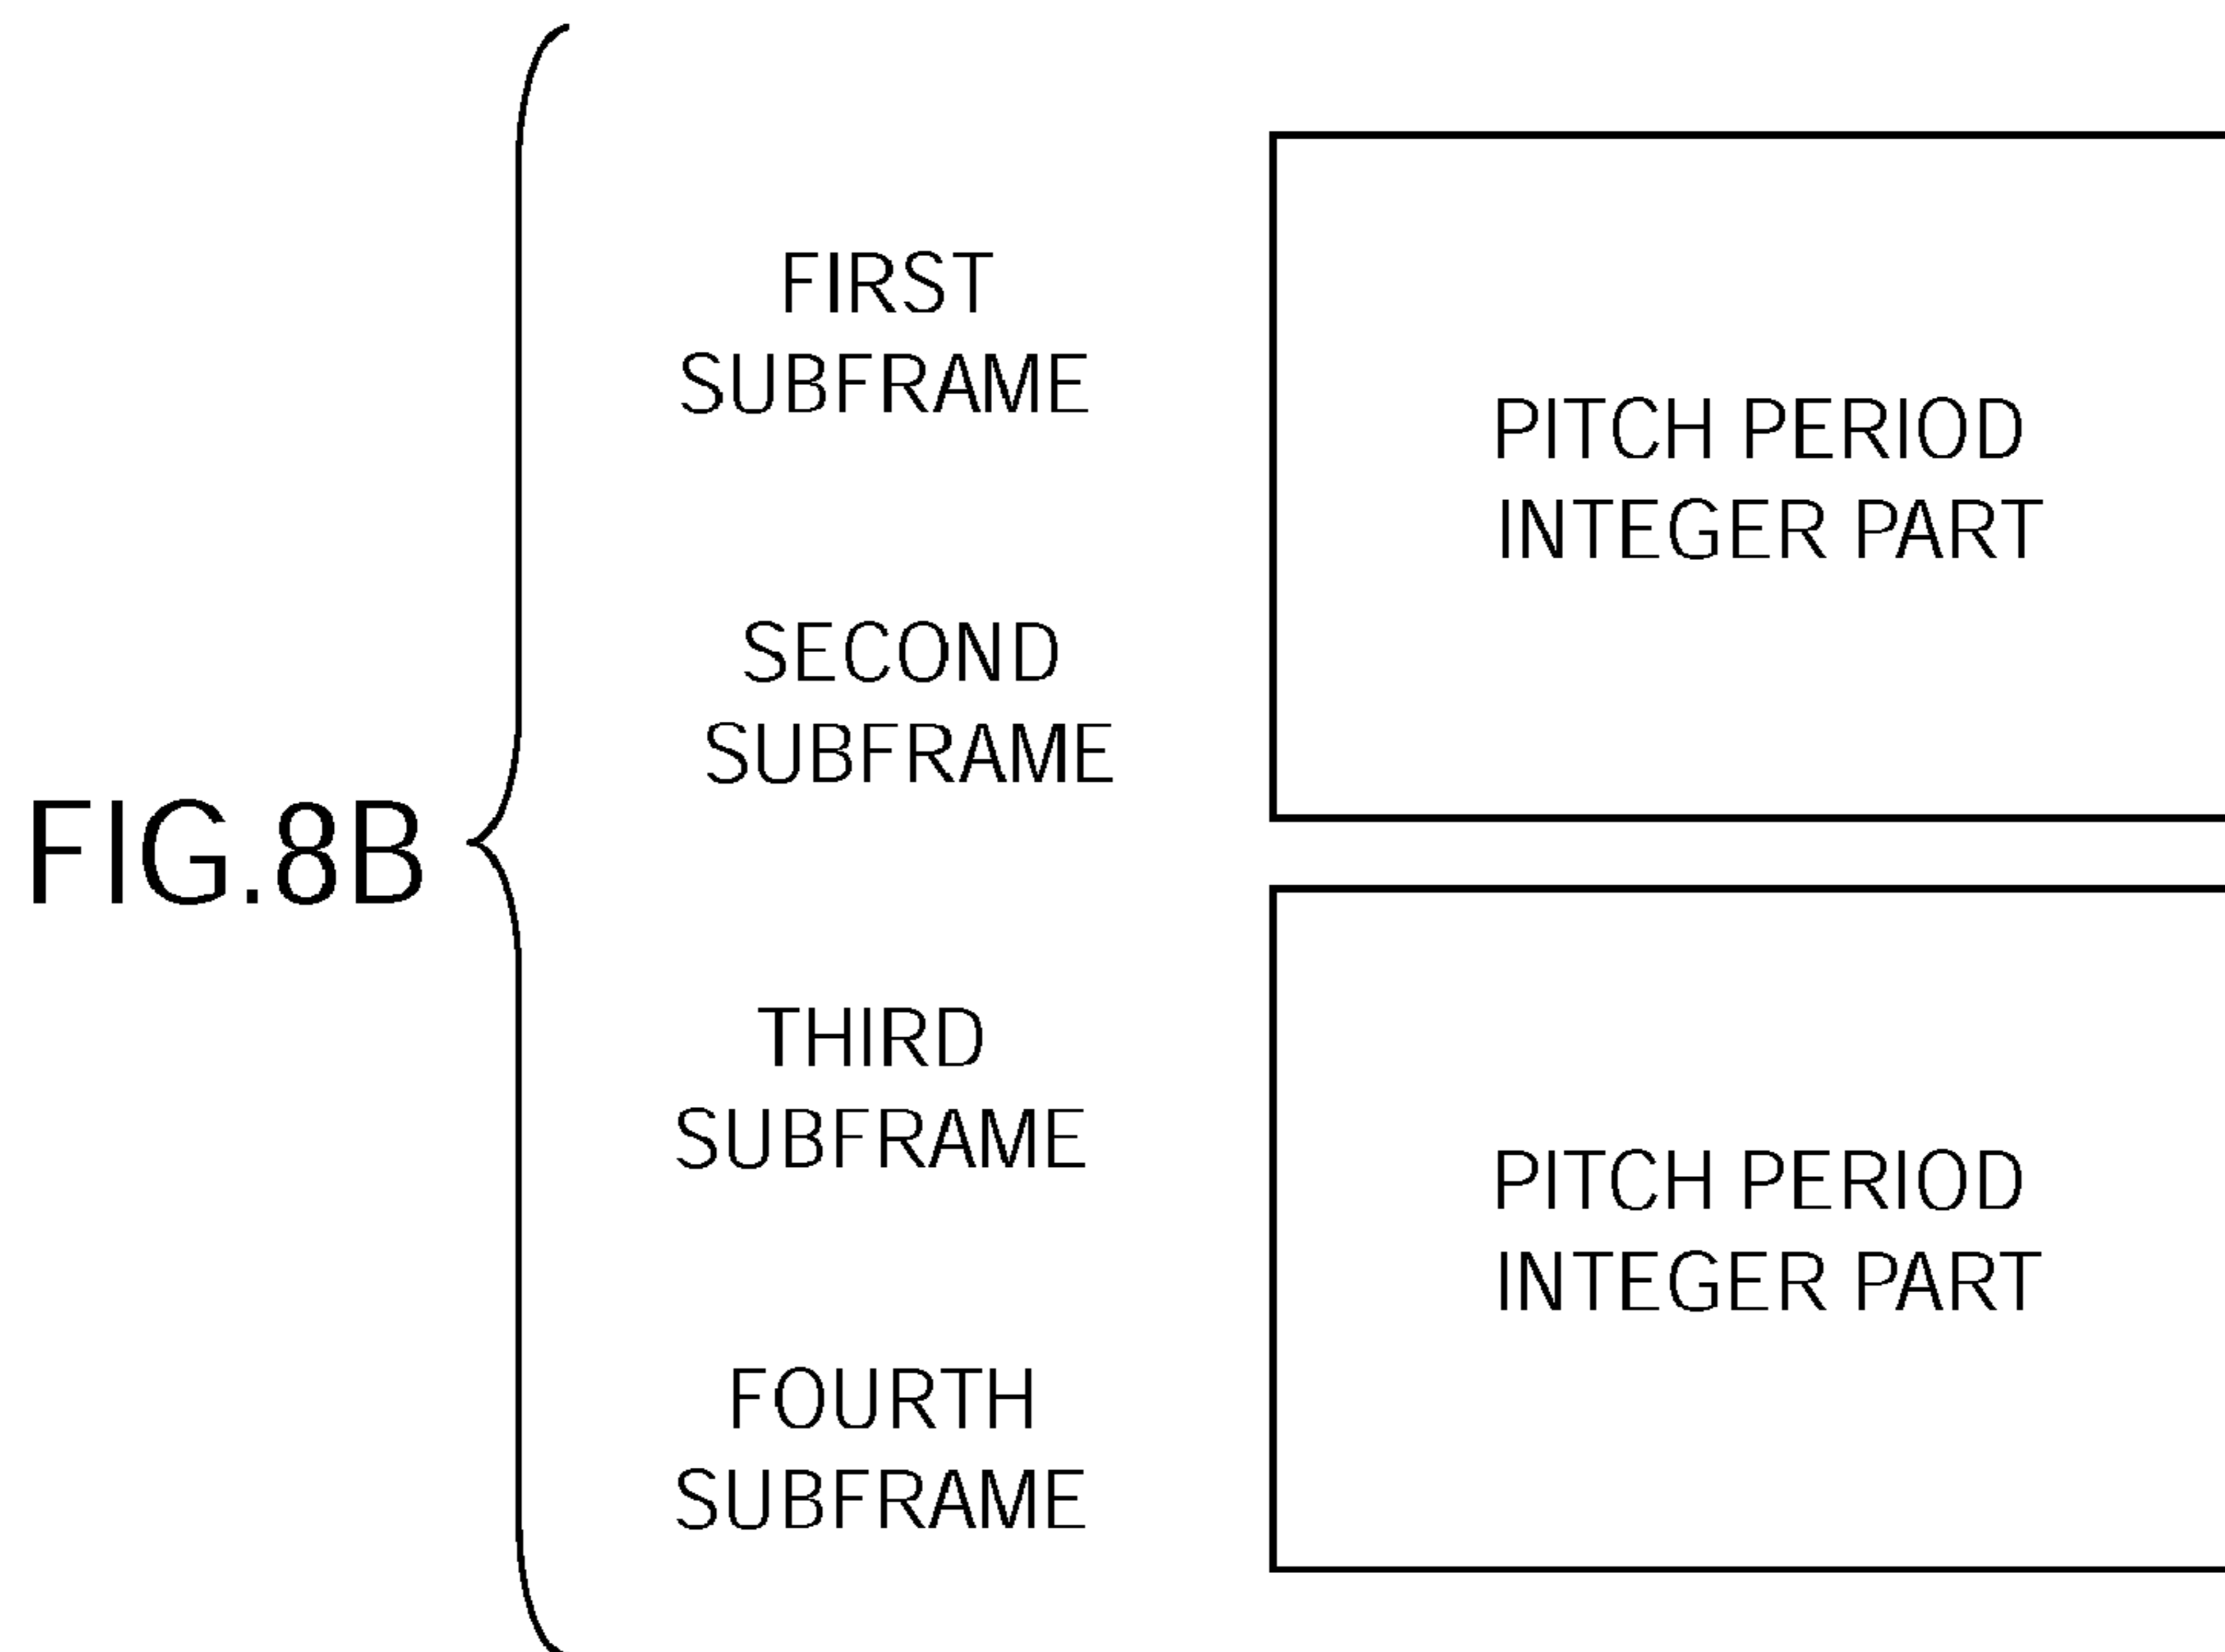 FIG.8B
FIRST
SUBFRAME
SECOND
SUBFRAME
THIRD
SUBFRAME
FOURTH
SUBFRAME
PITCH PERIOD
INTEGER PART
PITCH PERIOD
INTEGER PART